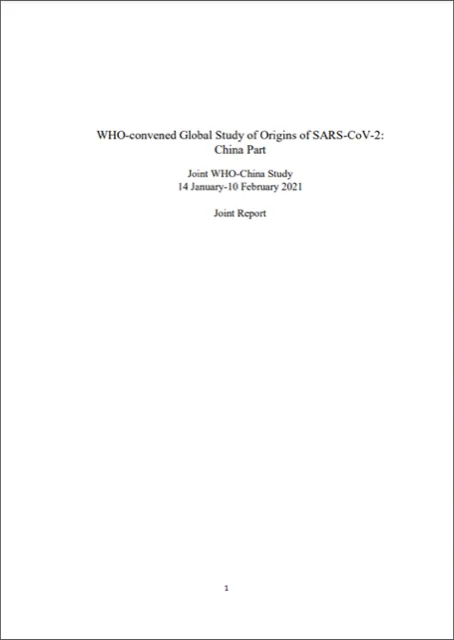 WHO-convened Global Study of Origins of SARS-CoV-2:
China Part
Joint WHO-China Study
14 January-10 February 2021
Joint Report
1